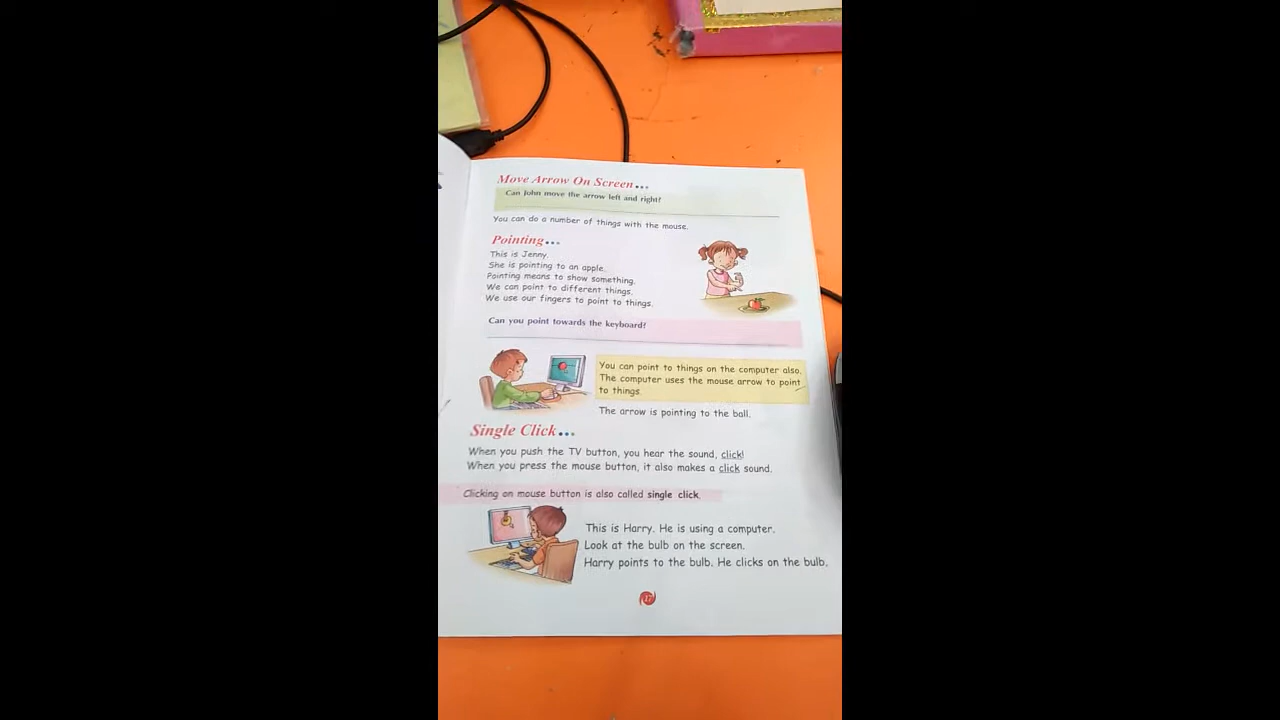 Move Arrow On Screen...
Can John move the arrow left and right?
You can do a number of things with the mouse.
Pointing...
This is Jenny.
She is pointing to an apple.
Pointing means to show something.
We can point to different things.
We use our fingers to point to things.
Can you point towards the keyboard?
You can point to things on the computer also.
The computer uses the mouse arrow to point
to things.
The arrow is pointing to the ball.
Single Click...
When you push the TV button, you hear the sound, click!
When you press the mouse button, it also makes a click sound.
Clicking on mouse button is also called single click.
This is Harry. He is using a computer.
Look at the bulb on the screen.
Harry points to the bulb. He clicks on the bulb.
17